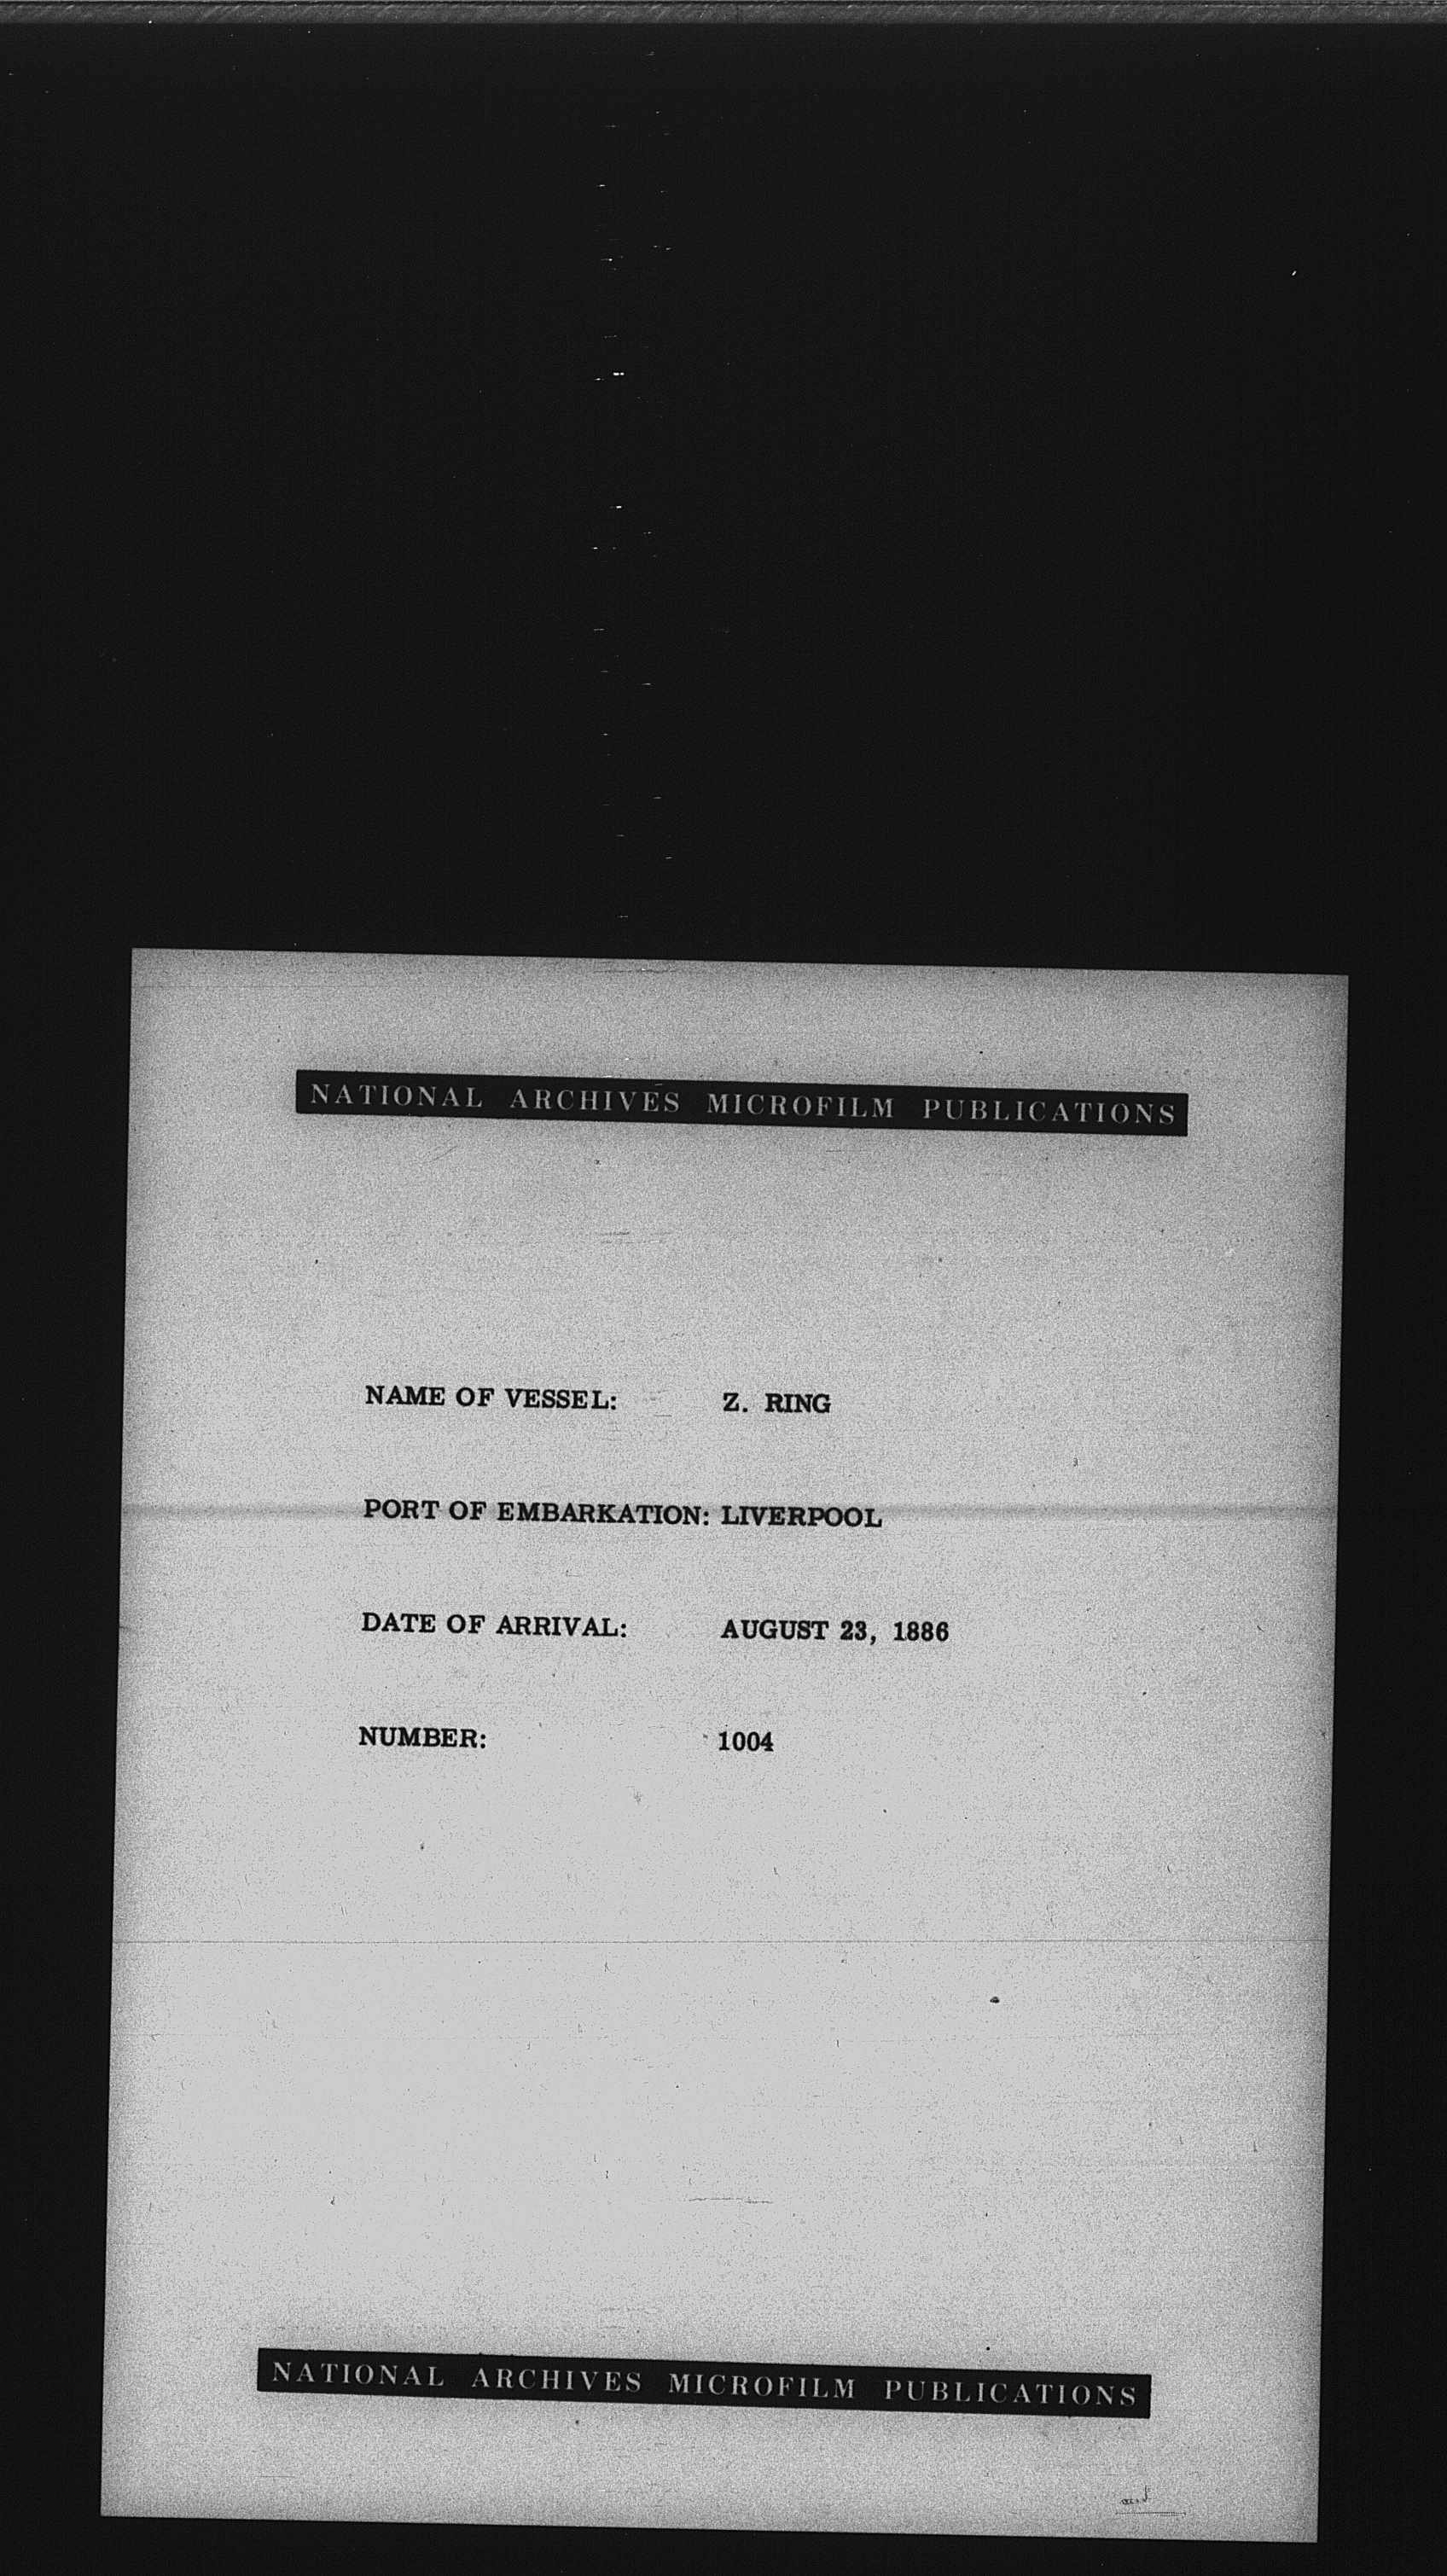 NATIONAL ARCHIVES MICROFILM PUBLICATIONS
NAME OF VESSEL: Z. RING
PORT OF EMBARKATION: LIVERPOOL
DATE OF ARRIVAL: AUGUST 23, 1886
NUMBER: 1004
NATIONAL ARCHIVES MICROFILM PUBLICATIONS